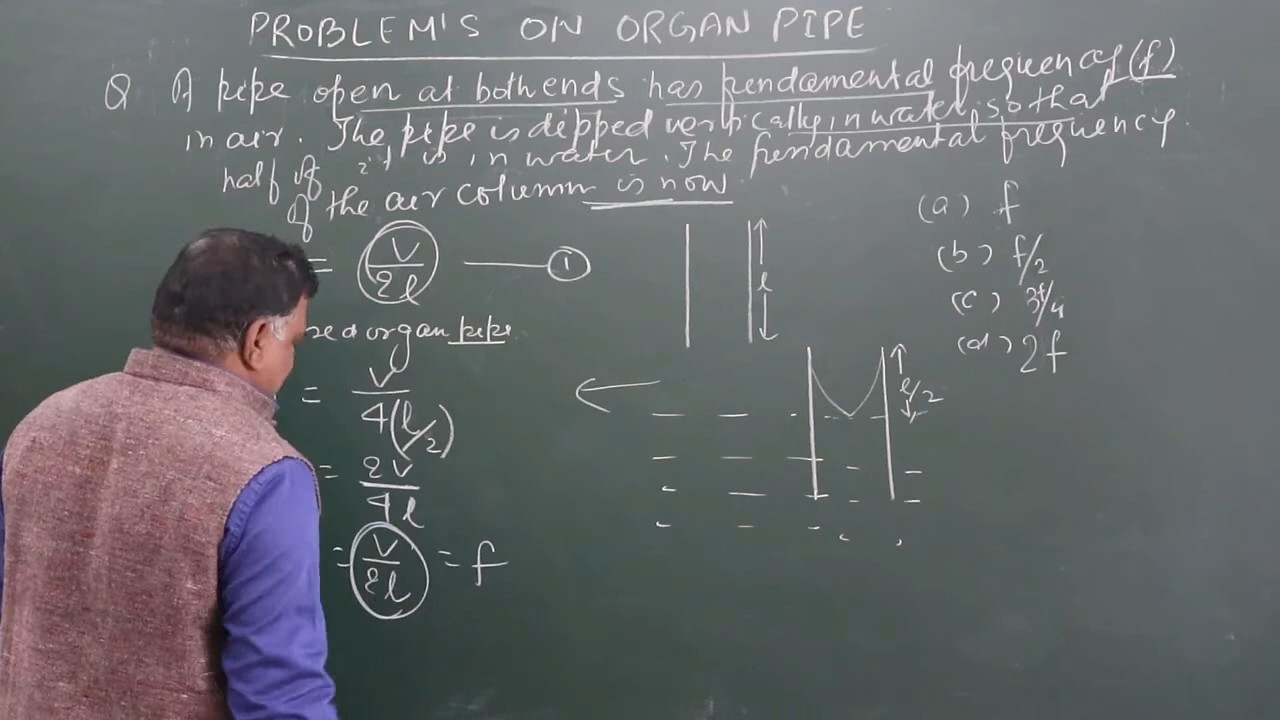 PROBLEM'S ON ORGAN PIPE
Q A pipe open at both ends has fundamental frequency (f)
in air. The pipe is dipped vertically in water, so that
half of it is in water. The fundamental frequency
of the air column is now
= V/2l —— 1
organ pipe.
= V/4(l/2)
= 2V/4l
= V/2l = f
l
l/2
(a) f
(b) f/2
(c) 3f/4
(d) 2f